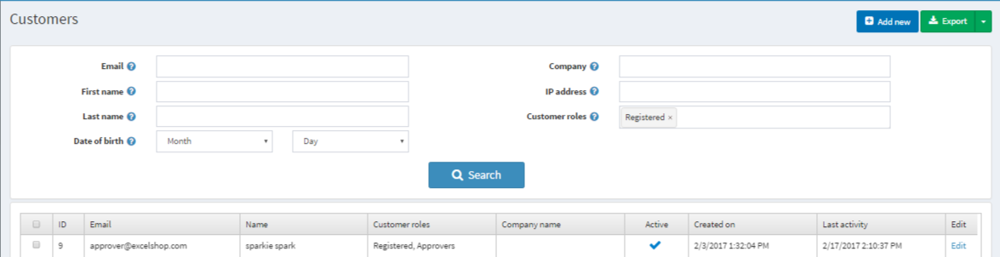 Customers
Add new
Export
Email
Company
First name
IP address
Last name
Customer roles
Registered ×
Date of birth
Month
Day
Search
ID Email Name Customer roles Company name Active Created on Last activity Edit
9 approver@excelshop.com sparkie spark Registered, Approvers 2/3/2017 1:32:04 PM 2/17/2017 2:10:37 PM Edit